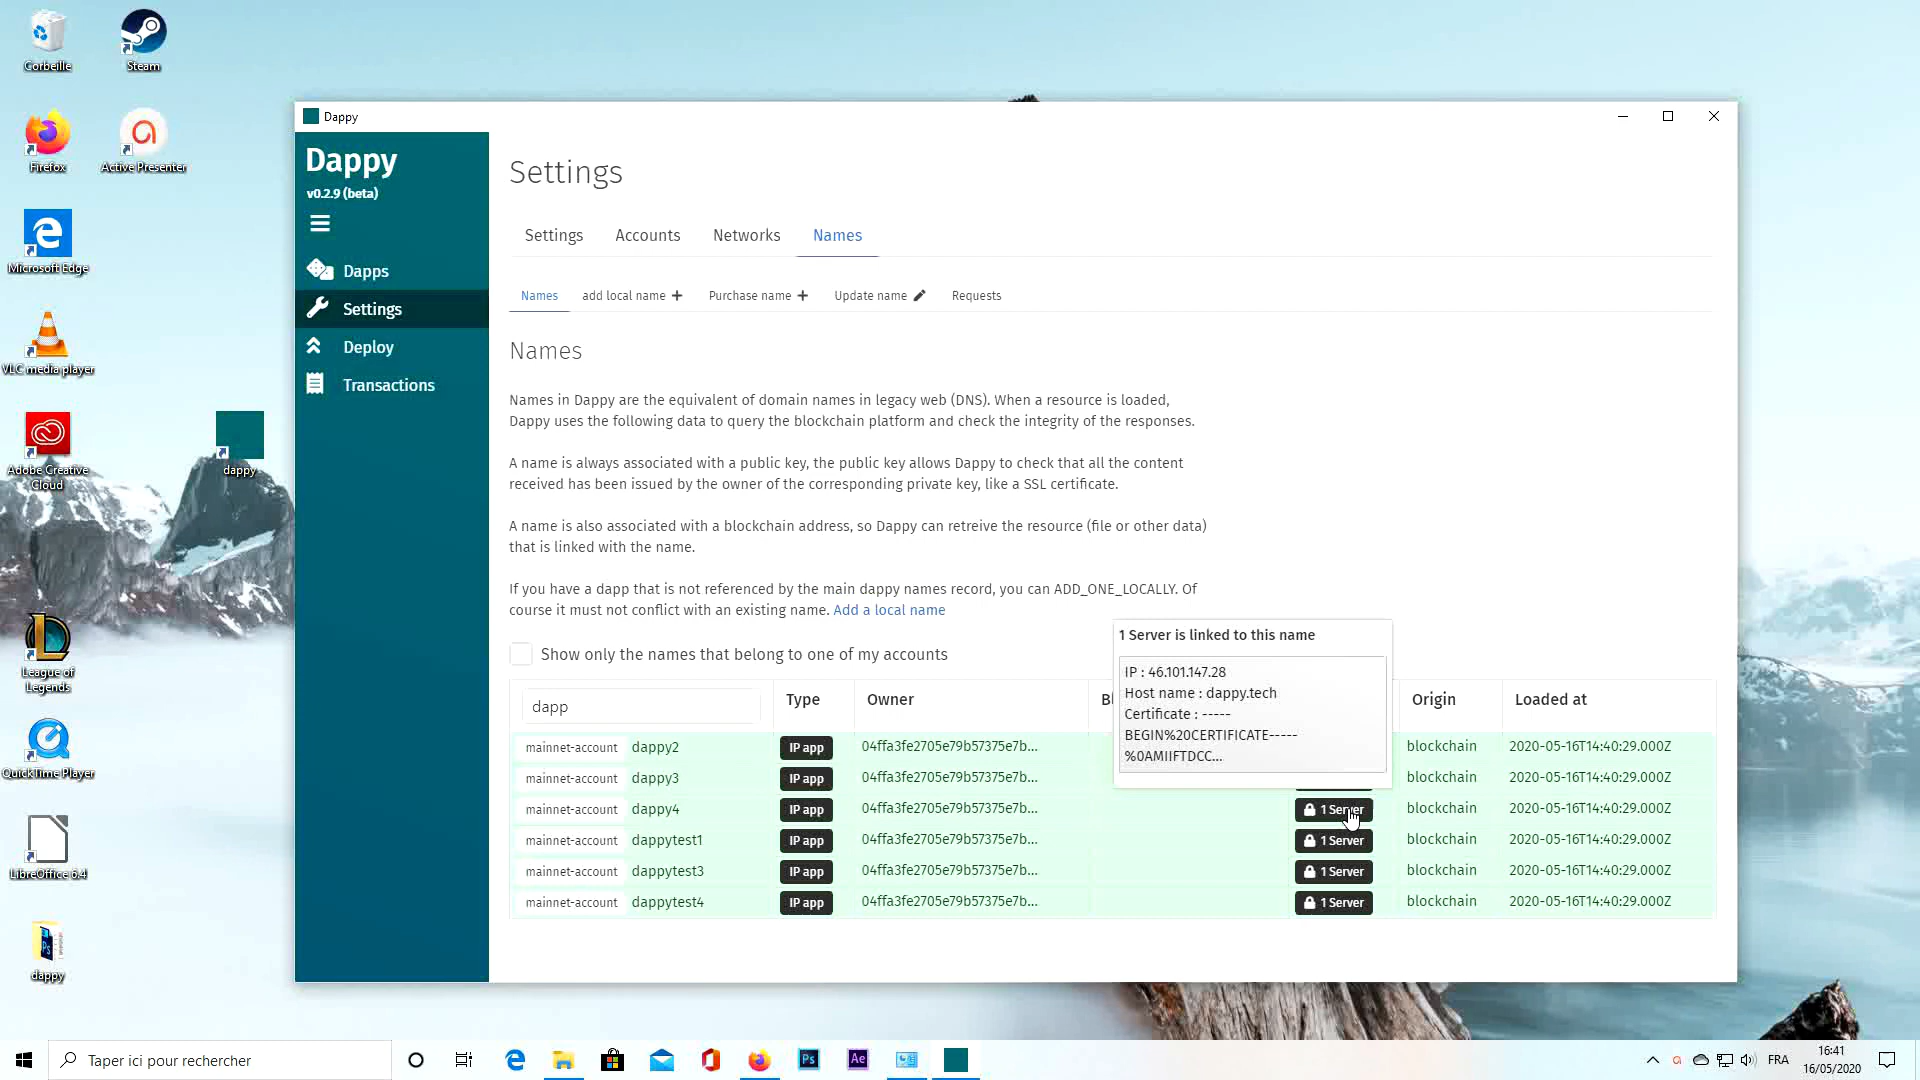 Corbeille
Steam
Firefox
Active Presenter
Microsoft Edge
VLC media player
Adobe Creative
Cloud
dappy
League of
Legends
QuickTime Player
LibreOffice 6.4
dappy
Dappy
Dappy
v0.2.9 (beta)
Dapps
Settings
Deploy
Transactions
Settings
Settings Accounts Networks Names
Names add local name Purchase name Update name Requests
Names
Names in Dappy are the equivalent of domain names in legacy web (DNS). When a resource is loaded,
Dappy uses the following data to query the blockchain platform and check the integrity of the responses.
A name is always associated with a public key, the public key allows Dappy to check that all the content
received has been issued by the owner of the corresponding private key, like a SSL certificate.
A name is also associated with a blockchain address, so Dappy can retreive the resource (file or other data)
that is linked with the name.
If you have a dapp that is not referenced by the main dappy names record, you can ADD_ONE_LOCALLY. Of
course it must not conflict with an existing name. Add a local name
Show only the names that belong to one of my accounts
1 Server is linked to this name
IP : 46.101.147.28
Host name : dappy.tech
Certificate : -----
BEGIN%20CERTIFICATE-----
%0AMIIFTDCC...
dapp Type Owner Origin Loaded at
mainnet-account dappy2 IP app 04ffa3fe2705e79b57375e7b... blockchain 2020-05-16T14:40:29.000Z
mainnet-account dappy3 IP app 04ffa3fe2705e79b57375e7b... blockchain 2020-05-16T14:40:29.000Z
mainnet-account dappy4 IP app 04ffa3fe2705e79b57375e7b... 1 Server blockchain 2020-05-16T14:40:29.000Z
mainnet-account dappytest1 IP app 04ffa3fe2705e79b57375e7b... 1 Server blockchain 2020-05-16T14:40:29.000Z
mainnet-account dappytest3 IP app 04ffa3fe2705e79b57375e7b... 1 Server blockchain 2020-05-16T14:40:29.000Z
mainnet-account dappytest4 IP app 04ffa3fe2705e79b57375e7b... 1 Server blockchain 2020-05-16T14:40:29.000Z
Taper ici pour rechercher
Ps
Ae
FRA
16:41
16/05/2020